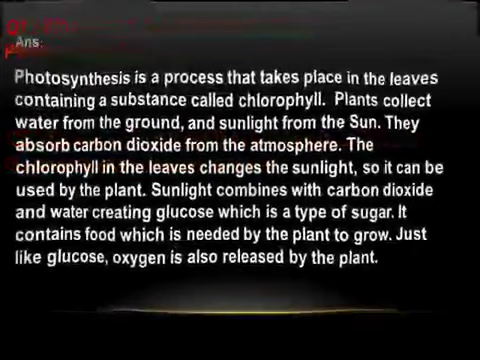 Ans:
Photosynthesis is a process that takes place in the leaves
containing a substance called chlorophyll. Plants collect
water from the ground, and sunlight from the Sun. They
absorb carbon dioxide from the atmosphere. The
chlorophyll in the leaves changes the sunlight, so it can be
used by the plant. Sunlight combines with carbon dioxide
and water creating glucose which is a type of sugar. It
contains food which is needed by the plant to grow. Just
like glucose, oxygen is also released by the plant.